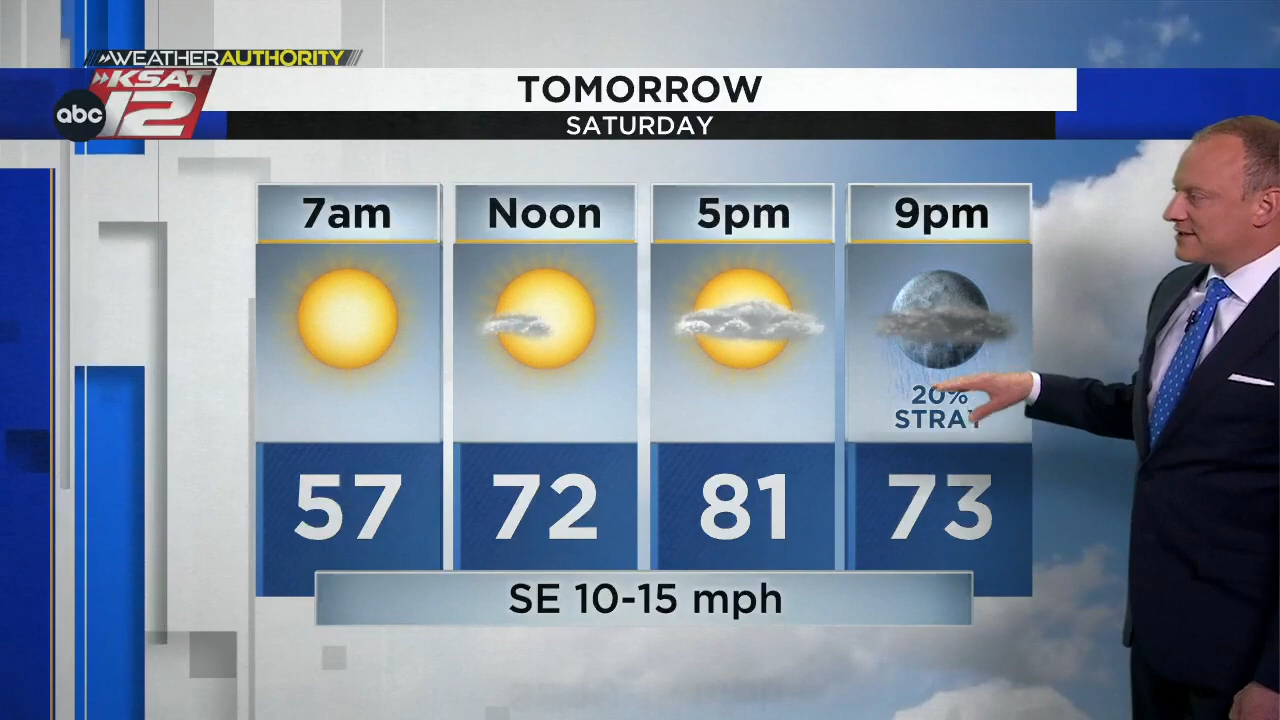 WEATHERAUTHORITY
KSAT
abc 12
TOMORROW
SATURDAY
7am Noon 5pm 9pm
20%
STRAY
57 72 81 73
SE 10-15 mph